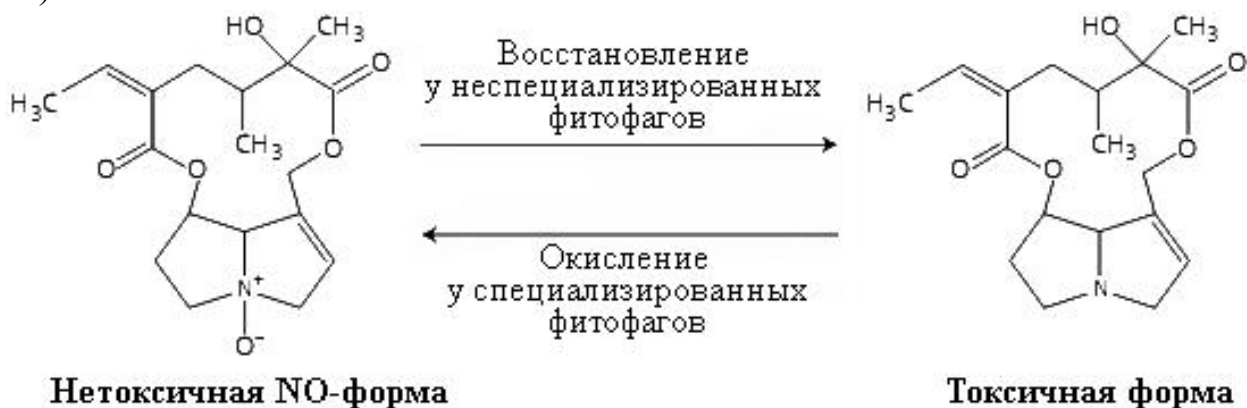 HO
CH₃
O
H₃C
CH₃
O
O
O
N⁺
O⁻
Нетоксичная NO-форма
Восстановление
у неспециализированных
фитофагов
Окисление
у специализированных
фитофагов
HO
CH₃
O
H₃C
CH₃
O
O
O
N
Токсичная форма